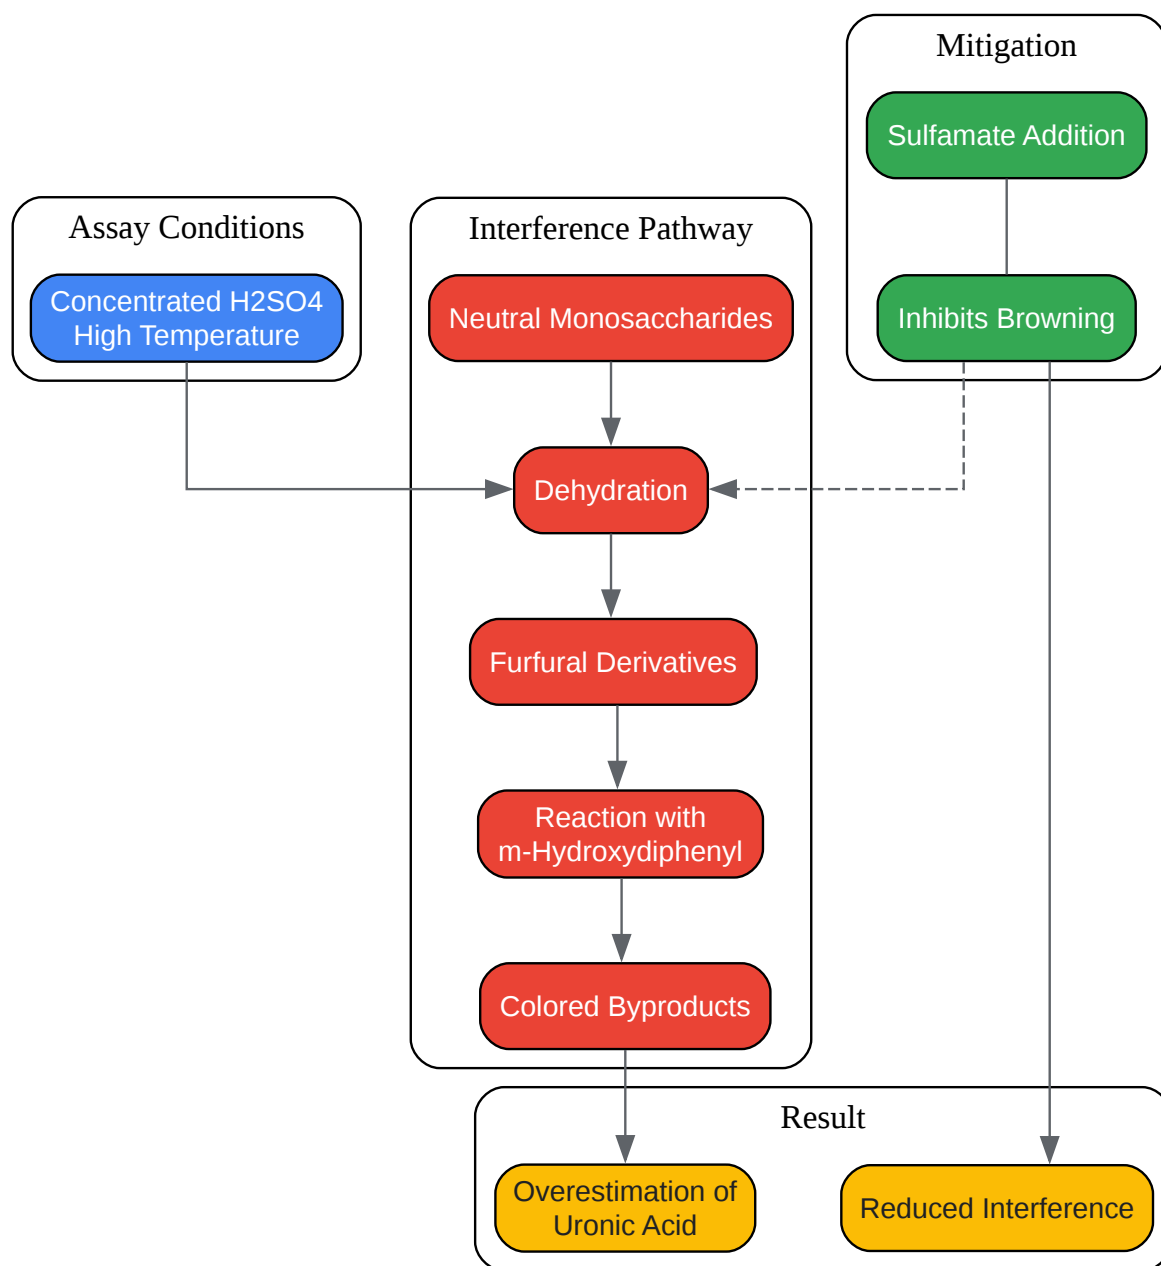 Mitigation
Sulfamate Addition
Inhibits Browning
Assay Conditions
Concentrated H2SO4
High Temperature
Interference Pathway
Neutral Monosaccharides
Dehydration
Furfural Derivatives
Reaction with
m-Hydroxydiphenyl
Colored Byproducts
Result
Overestimation of
Uronic Acid
Reduced Interference